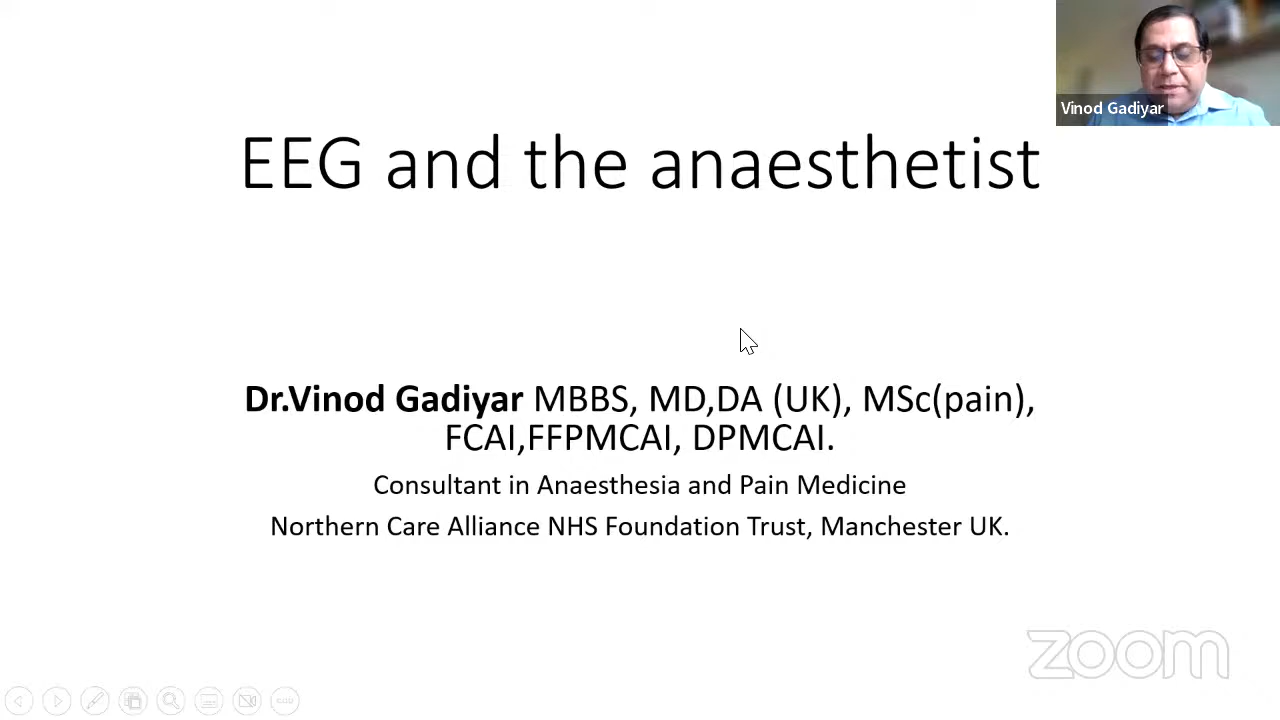 Vinod Gadiyar
EEG and the anaesthetist
Dr.Vinod Gadiyar MBBS, MD,DA (UK), MSc(pain),
FCAI,FFPMCAI, DPMCAI.
Consultant in Anaesthesia and Pain Medicine
Northern Care Alliance NHS Foundation Trust, Manchester UK.
zoom